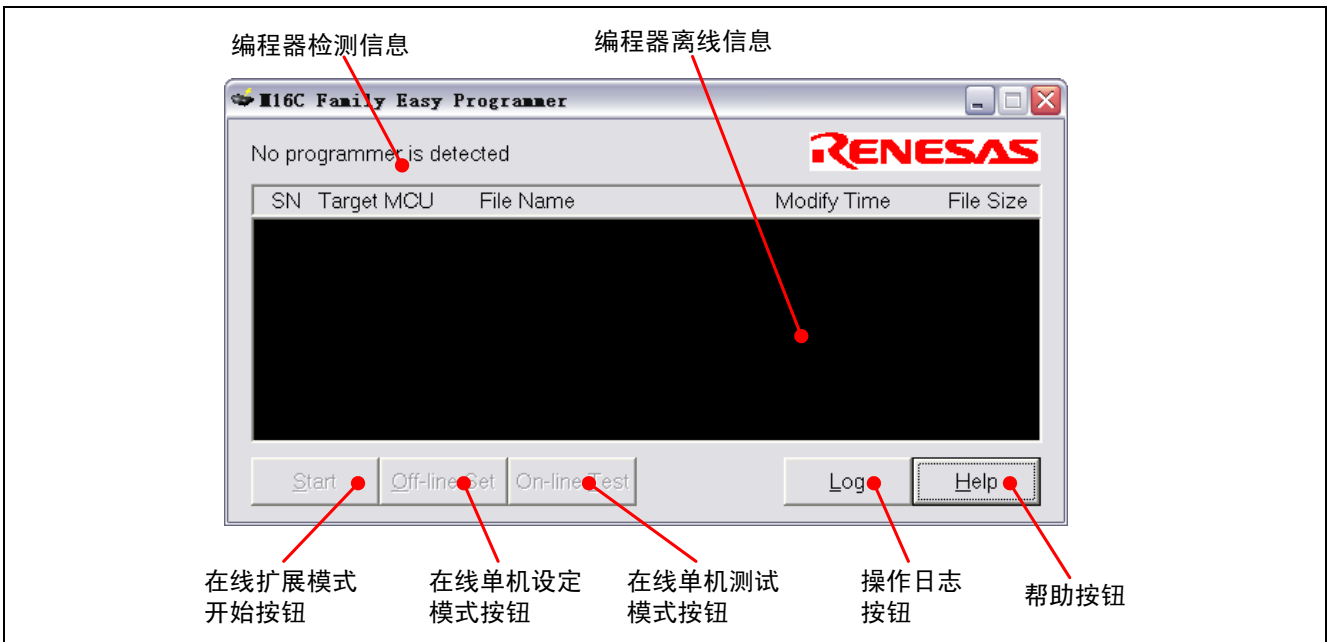 编程器检测信息
编程器离线信息
M16C Family Easy Programmer
No programmer is detected
RENESAS
SN Target MCU File Name Modify Time File Size
Start Off-line Set On-line Test Log Help
在线扩展模式
开始按钮
在线单机设定
模式按钮
在线单机测试
模式按钮
操作日志
按钮
帮助按钮